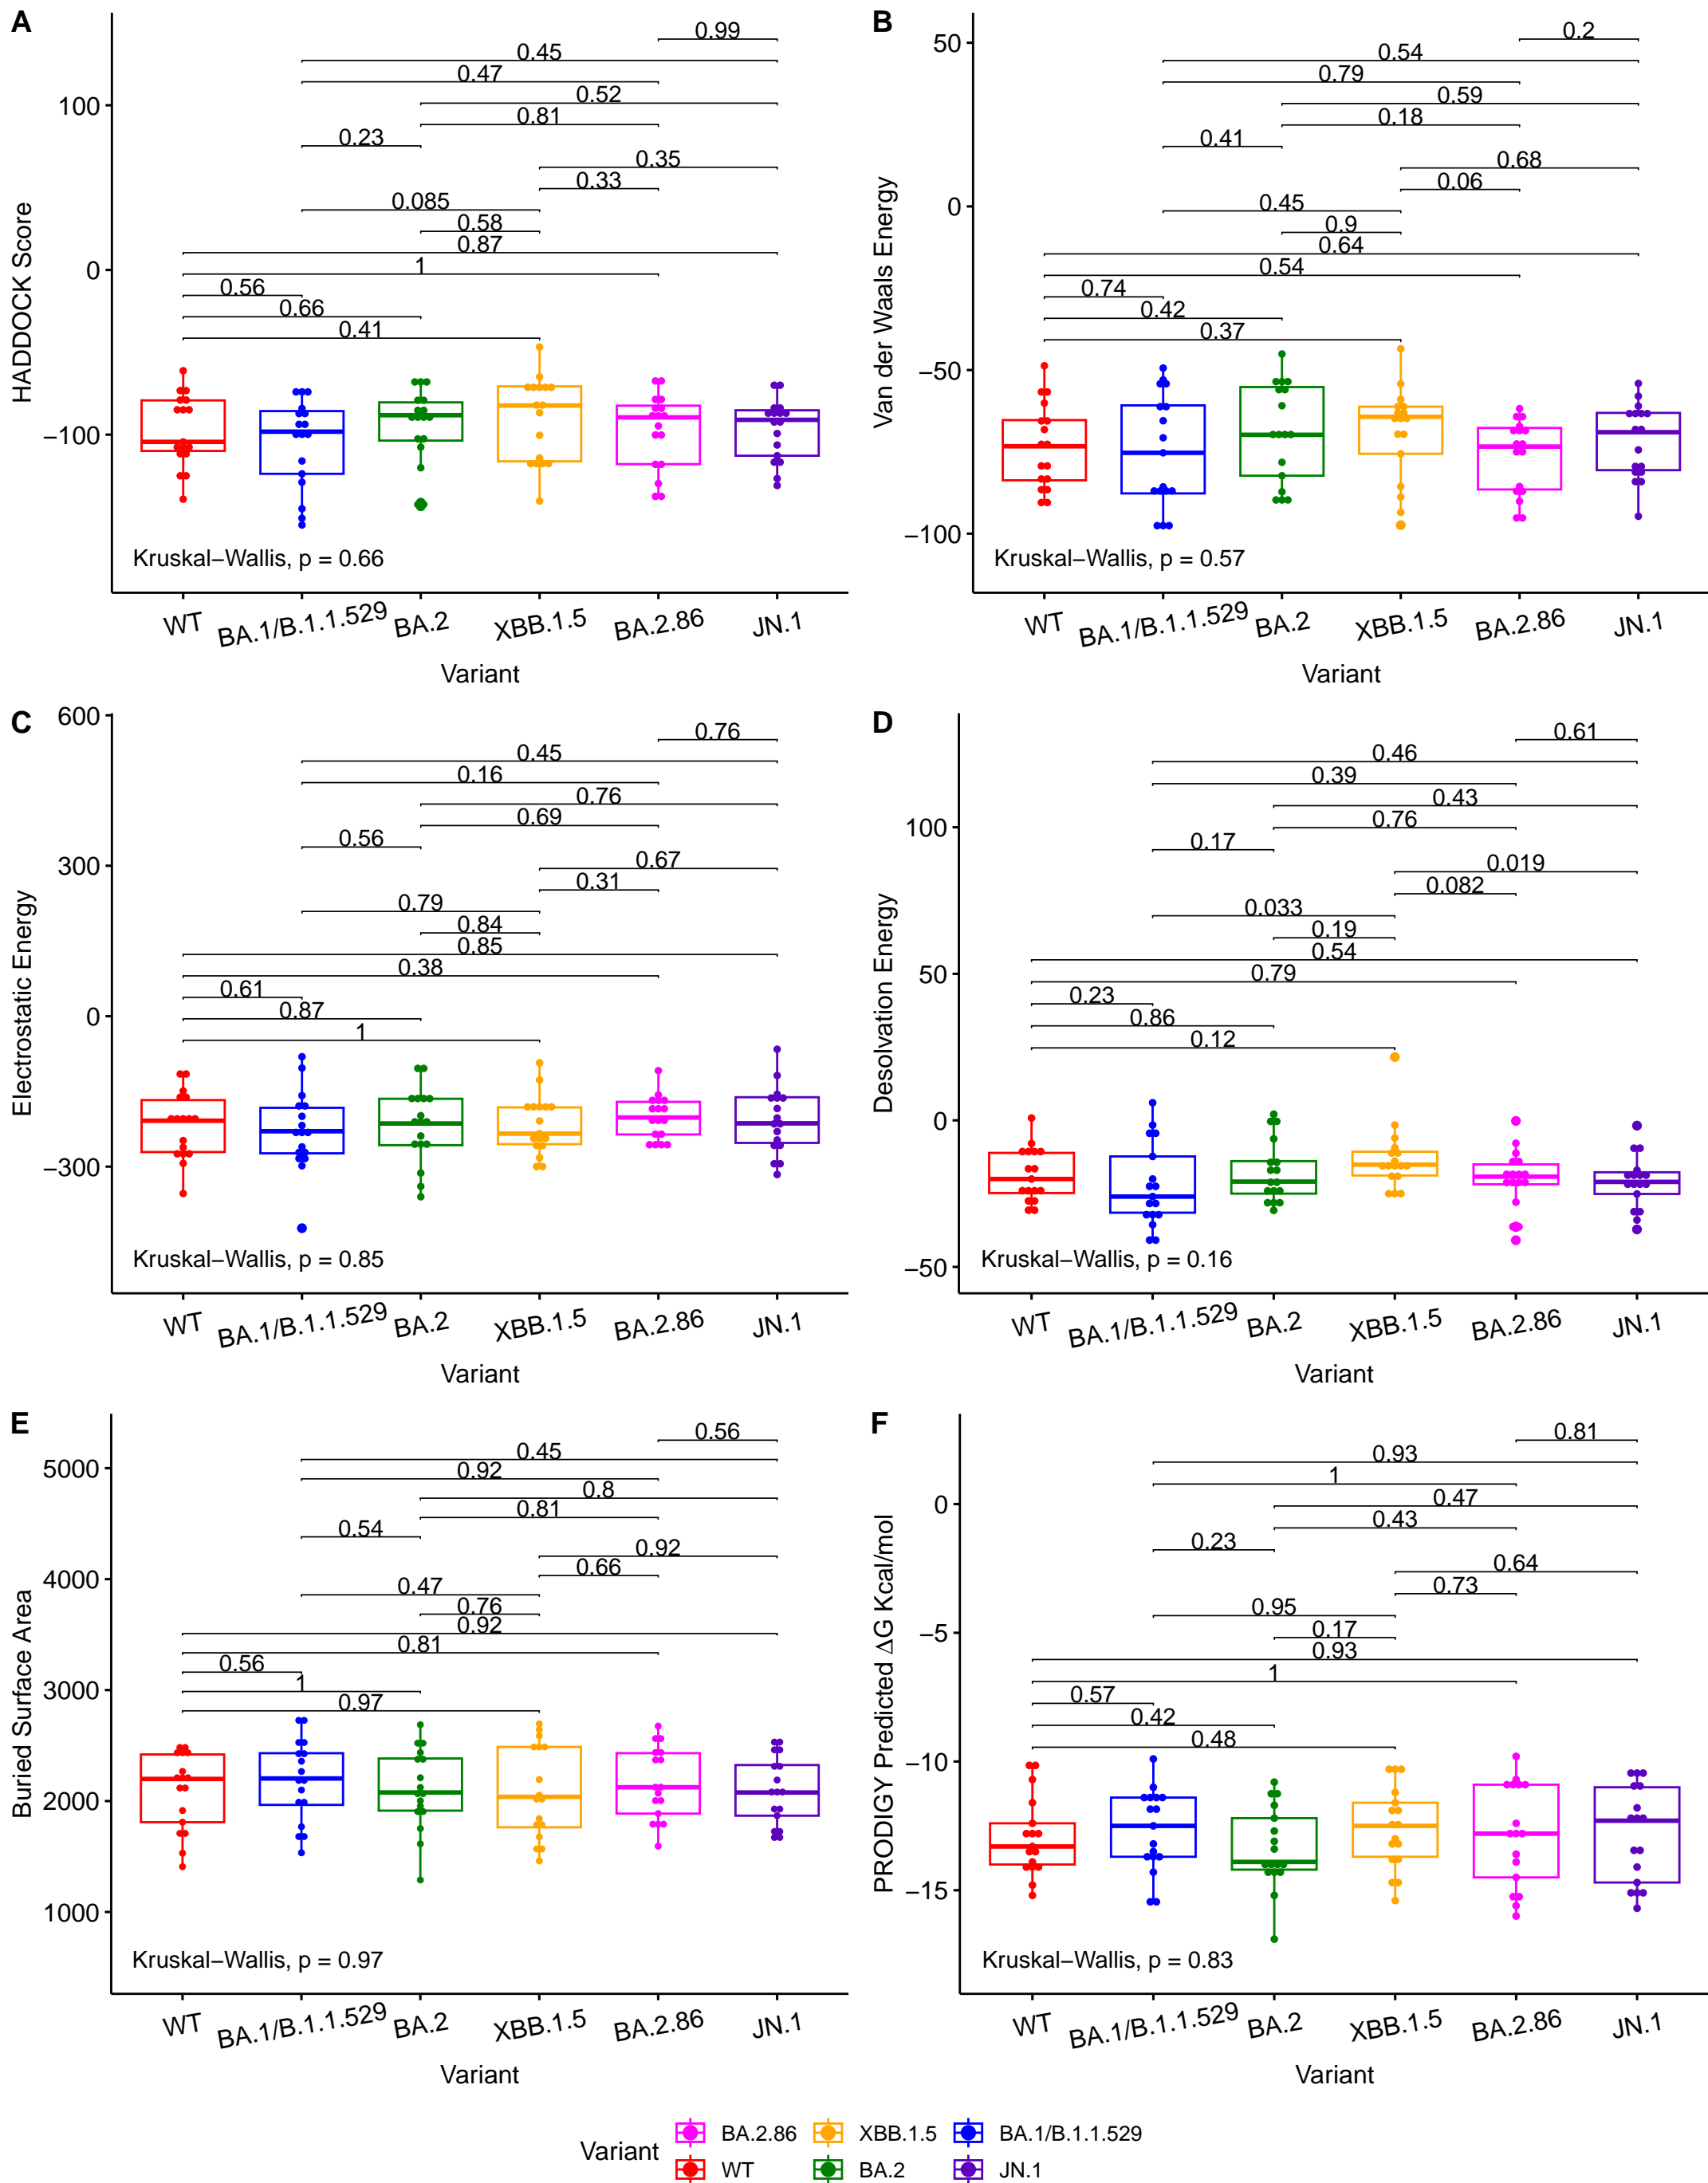 A
HADDOCK Score
100
0
−100
0.99
0.45
0.47
0.52
0.81
0.23
0.35
0.33
0.085
0.58
0.87
1
0.56
0.66
0.41
Kruskal−Wallis, p = 0.66
WT
BA.1/B.1.1.529
BA.2
XBB.1.5
BA.2.86
JN.1
Variant
B
Van der Waals Energy
50
0
−50
−100
0.2
0.54
0.79
0.59
0.18
0.41
0.68
0.06
0.45
0.9
0.64
0.54
0.74
0.42
0.37
Kruskal−Wallis, p = 0.57
WT
BA.1/B.1.1.529
BA.2
XBB.1.5
BA.2.86
JN.1
Variant
C
Electrostatic Energy
600
300
0
−300
0.76
0.45
0.16
0.76
0.69
0.56
0.67
0.31
0.79
0.84
0.85
0.38
0.61
0.87
1
Kruskal−Wallis, p = 0.85
WT
BA.1/B.1.1.529
BA.2
XBB.1.5
BA.2.86
JN.1
Variant
D
Desolvation Energy
100
50
0
−50
0.61
0.46
0.39
0.43
0.76
0.17
0.019
0.082
0.033
0.19
0.54
0.79
0.23
0.86
0.12
Kruskal−Wallis, p = 0.16
WT
BA.1/B.1.1.529
BA.2
XBB.1.5
BA.2.86
JN.1
Variant
E
Buried Surface Area
5000
4000
3000
2000
1000
0.56
0.45
0.92
0.8
0.81
0.54
0.92
0.66
0.47
0.76
0.92
0.81
0.56
1
0.97
Kruskal−Wallis, p = 0.97
WT
BA.1/B.1.1.529
BA.2
XBB.1.5
BA.2.86
JN.1
Variant
F
PRODIGY Predicted ΔG Kcal/mol
0
−5
−10
−15
0.81
0.93
1
0.47
0.43
0.23
0.64
0.73
0.95
0.17
0.93
1
0.57
0.42
0.48
Kruskal−Wallis, p = 0.83
WT
BA.1/B.1.1.529
BA.2
XBB.1.5
BA.2.86
JN.1
Variant
Variant
BA.2.86
XBB.1.5
BA.1/B.1.1.529
WT
BA.2
JN.1